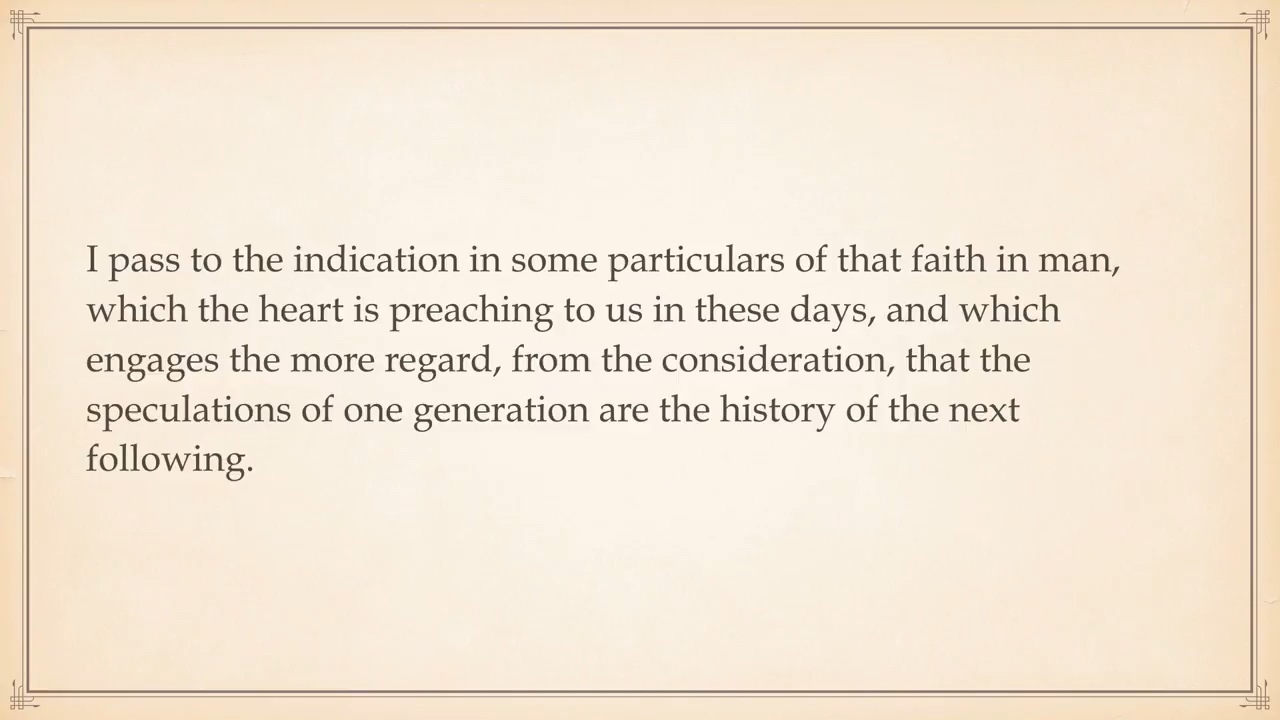 I pass to the indication in some particulars of that faith in man,
which the heart is preaching to us in these days, and which
engages the more regard, from the consideration, that the
speculations of one generation are the history of the next
following.